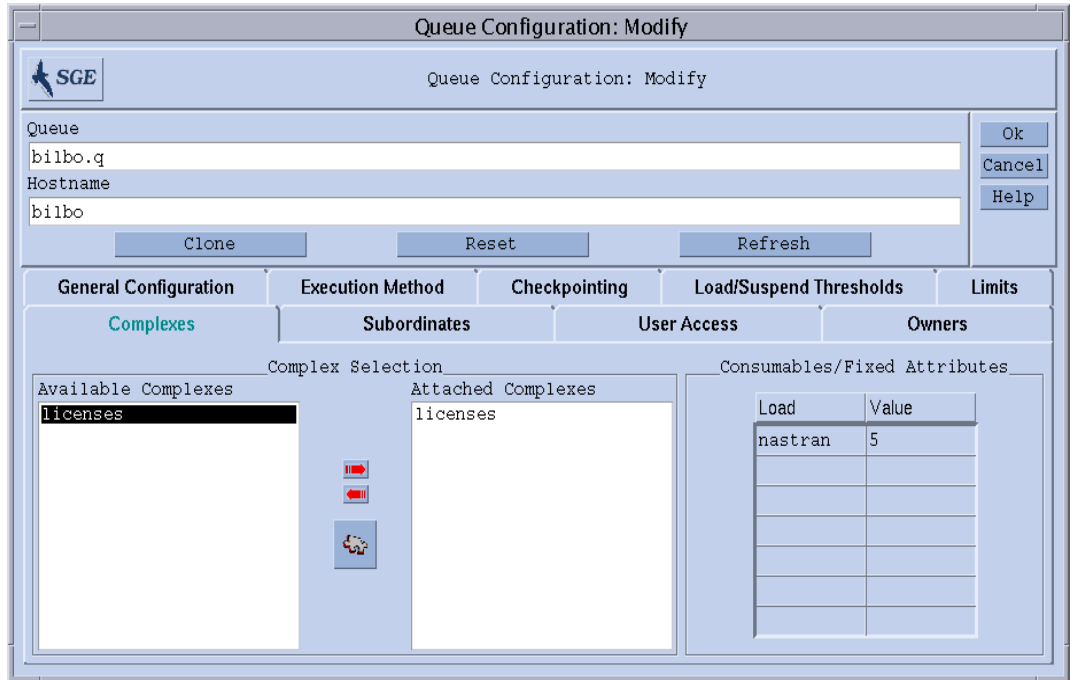 Queue Configuration: Modify
SGE
Queue Configuration: Modify
Queue
bilbo.q
Hostname
bilbo
Clone Reset Refresh
Ok
Cancel
Help
General Configuration Execution Method Checkpointing Load/Suspend Thresholds Limits
Complexes Subordinates User Access Owners
Complex Selection
Available Complexes
licenses
Attached Complexes
licenses
Consumables/Fixed Attributes
Load Value
nastran 5